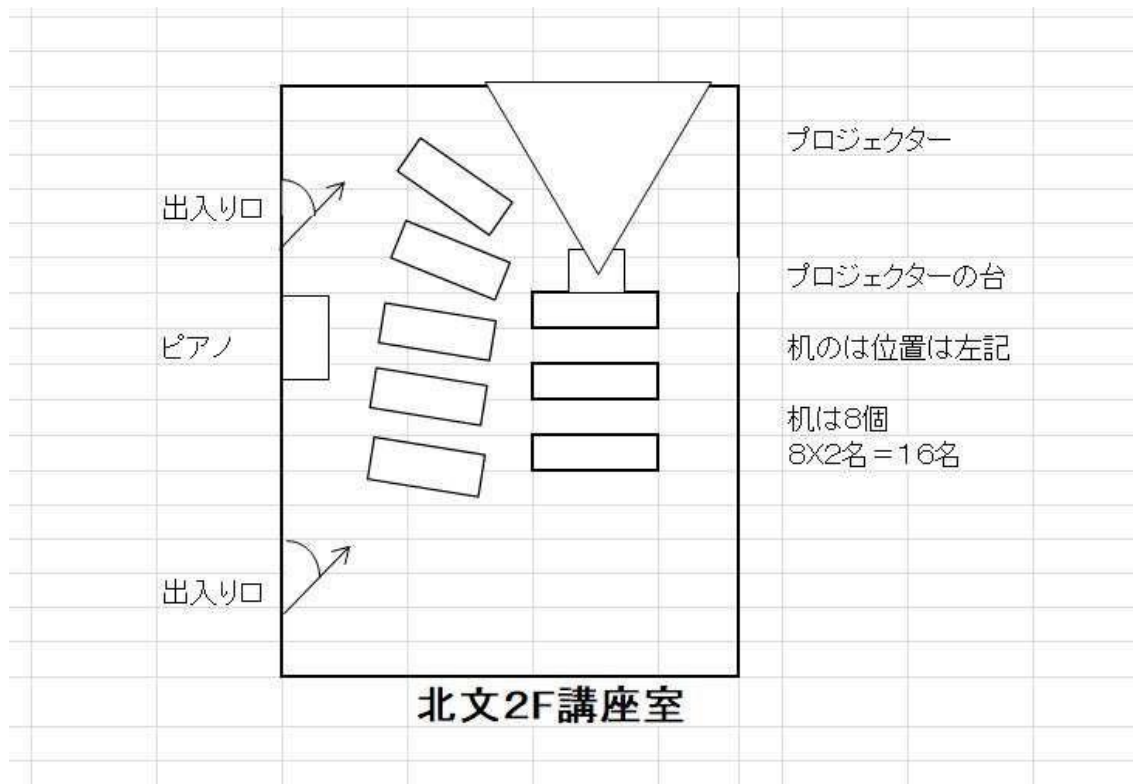 プロジェクター
出入り口
プロジェクターの台
ピアノ
机のは位置は左記
机は8個
8X2名=16名
出入り口
北文2F講座室